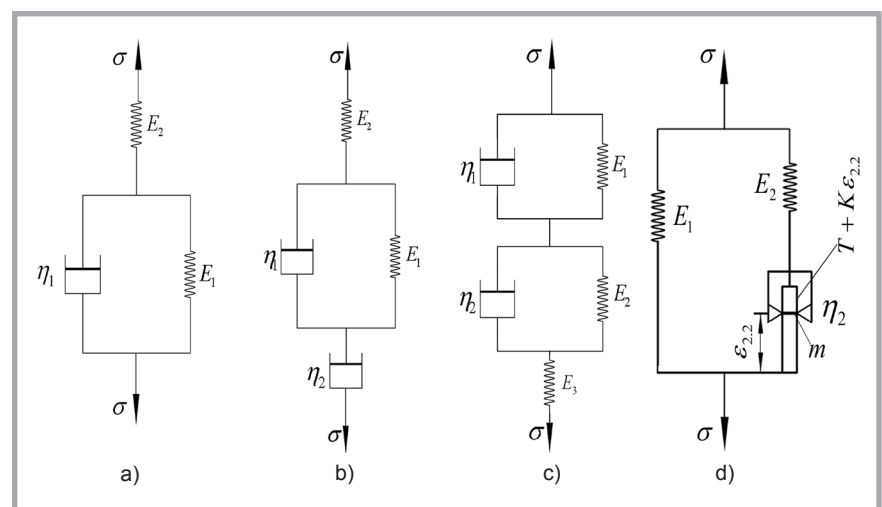 σ
E₂
η₁
E₁
σ
a)
σ
E₂
η₁
E₁
η₂
σ
b)
σ
η₁
E₁
η₂
E₂
E₃
σ
c)
σ
E₁
E₂
T + Kε₂.₂
η₂
ε₂.₂
m
σ
d)